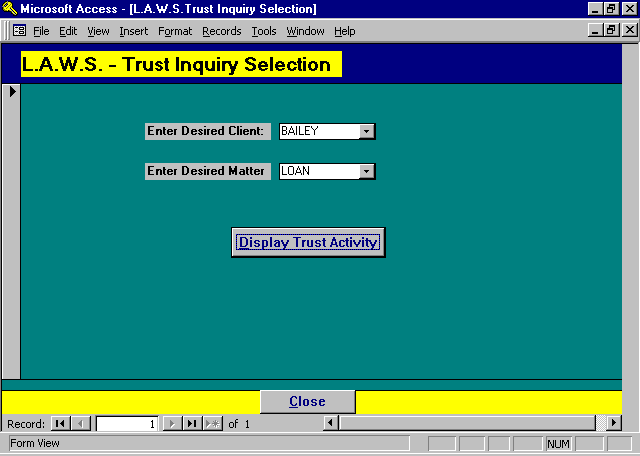 Microsoft Access - [L.A.W.S.Trust Inquiry Selection]
File Edit View Insert Format Records Tools Window Help
L.A.W.S. - Trust Inquiry Selection
Enter Desired Client: BAILEY
Enter Desired Matter LOAN
Display Trust Activity
Close
Record: 1 of 1
Form View NUM